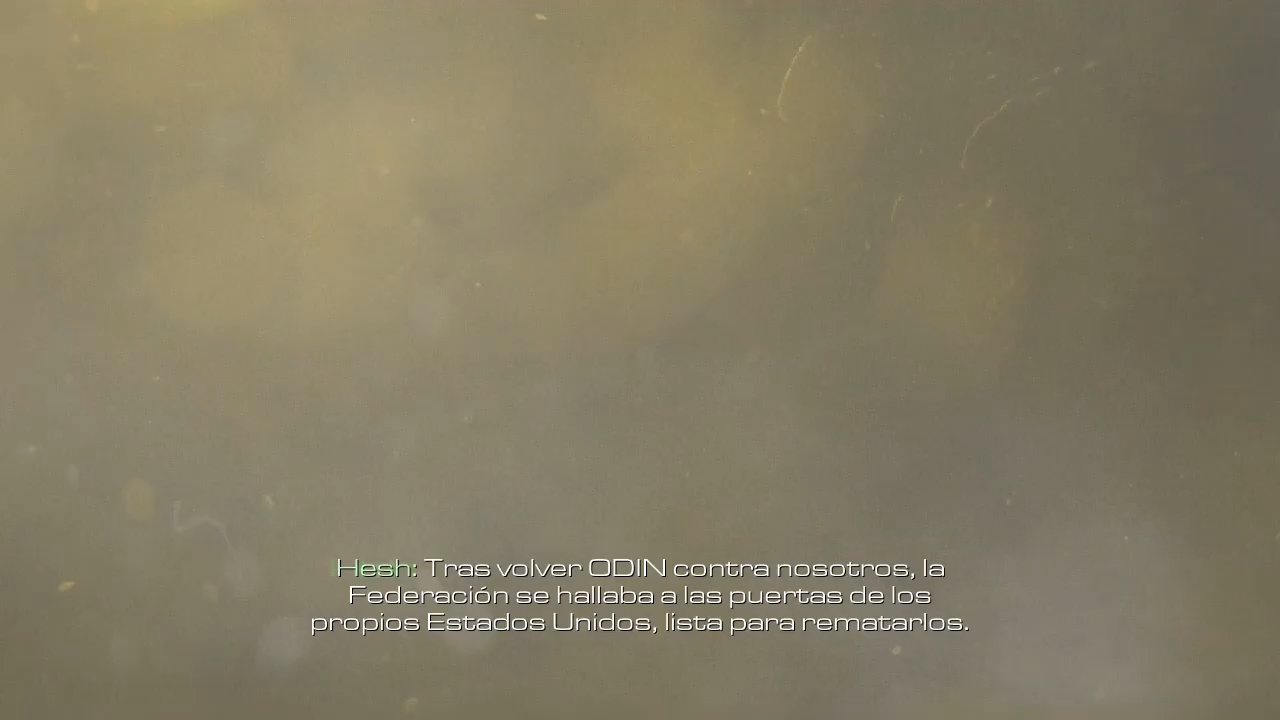 Hesh: Tras volver ODIN contra nosotros, la
Federación se hallaba a las puertas de los
propios Estados Unidos, lista para rematarlos.